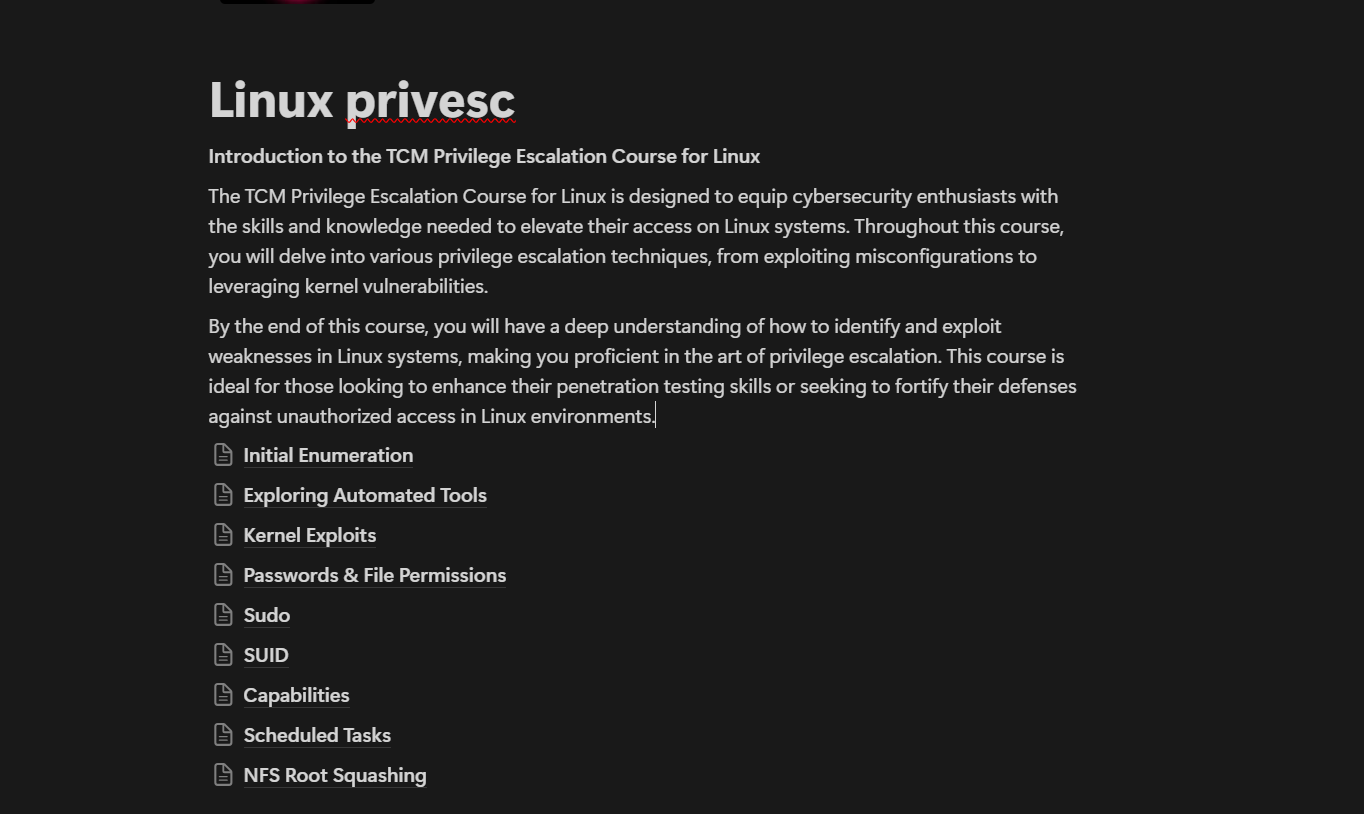 Linux privesc
Introduction to the TCM Privilege Escalation Course for Linux
The TCM Privilege Escalation Course for Linux is designed to equip cybersecurity enthusiasts with
the skills and knowledge needed to elevate their access on Linux systems. Throughout this course,
you will delve into various privilege escalation techniques, from exploiting misconfigurations to
leveraging kernel vulnerabilities.
By the end of this course, you will have a deep understanding of how to identify and exploit
weaknesses in Linux systems, making you proficient in the art of privilege escalation. This course is
ideal for those looking to enhance their penetration testing skills or seeking to fortify their defenses
against unauthorized access in Linux environments.
Initial Enumeration
Exploring Automated Tools
Kernel Exploits
Passwords & File Permissions
Sudo
SUID
Capabilities
Scheduled Tasks
NFS Root Squashing